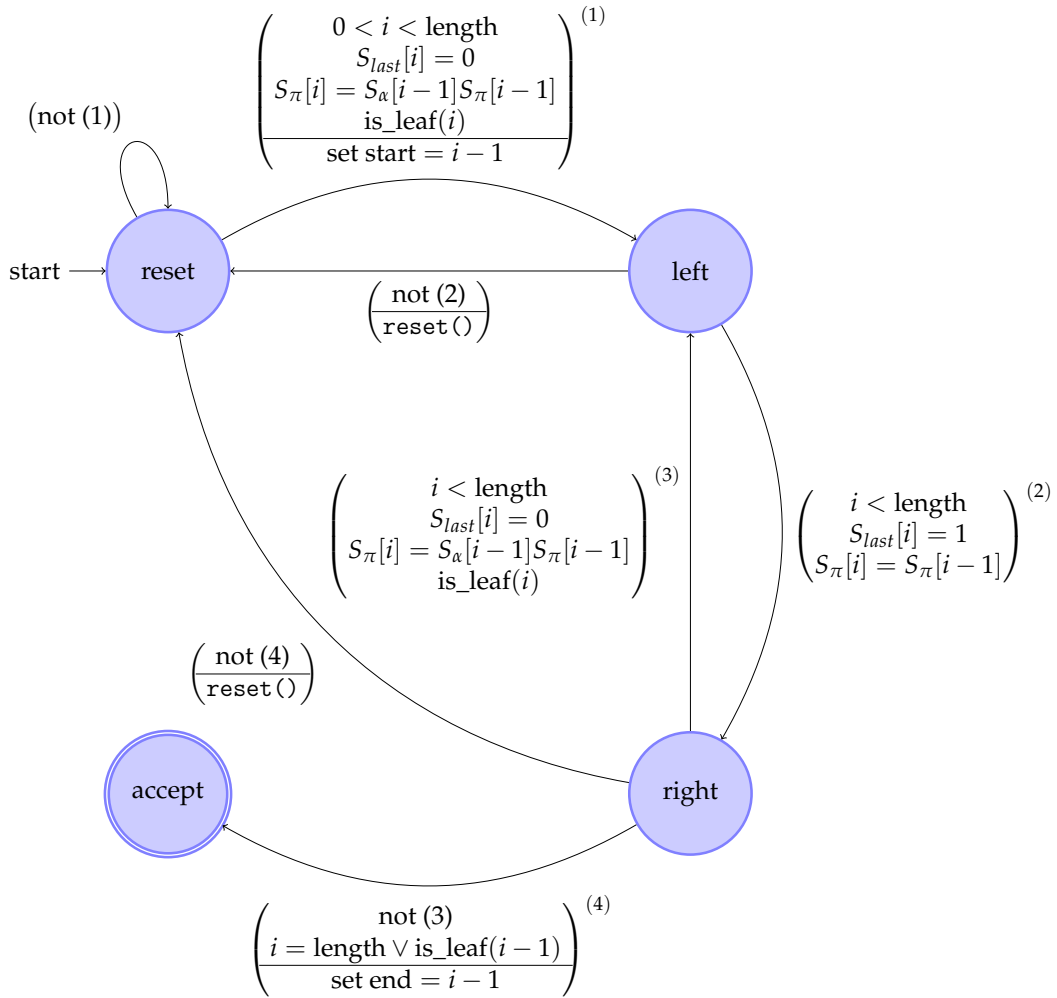 0 < i < length (1)
S_last[i] = 0
S_π[i] = S_α[i − 1]S_π[i − 1]
is_leaf(i)
set start = i − 1
(not (1))
start
reset
left
not (2)
reset()
i < length (3)
S_last[i] = 0
S_π[i] = S_α[i − 1]S_π[i − 1]
is_leaf(i)
i < length (2)
S_last[i] = 1
S_π[i] = S_π[i − 1]
not (4)
reset()
accept
right
not (3) (4)
i = length ∨ is_leaf(i − 1)
set end = i − 1